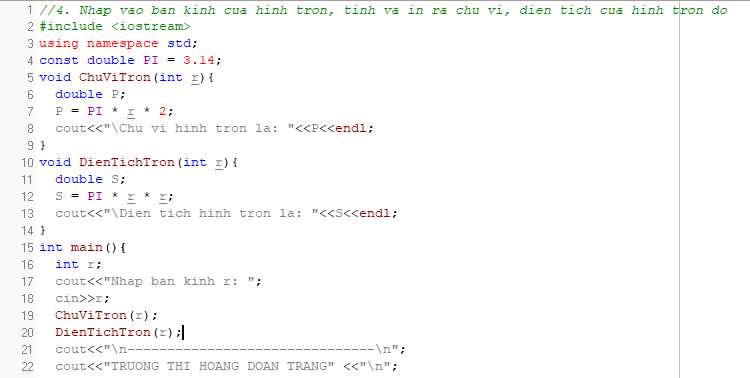 1 //4. Nhap vao ban kinh cua hinh tron, tinh va in ra chu vi, dien tich cua hinh tron do
2 #include <iostream>
3 using namespace std;
4 const double PI = 3.14;
5 void ChuViTron(int r){
6   double P;
7   P = PI * r * 2;
8   cout<<"\Chu vi hinh tron la: "<<P<<endl;
9 }
10 void DienTichTron(int r){
11   double S;
12   S = PI * r * r;
13   cout<<"\Dien tich hinh tron la: "<<S<<endl;
14 }
15 int main(){
16   int r;
17   cout<<"Nhap ban kinh r: ";
18   cin>>r;
19   ChuViTron(r);
20   DienTichTron(r);
21   cout<<"\n-------------------------------\n";
22   cout<<"TRUONG THI HOANG DOAN TRANG" <<"\n";